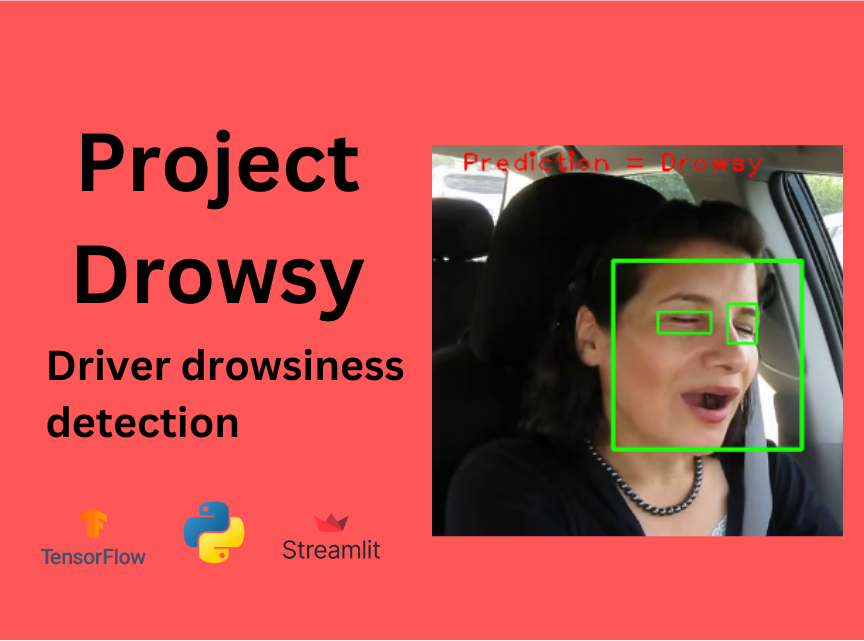 Project
Drowsy
Driver drowsiness
detection
TensorFlow
Streamlit
Prediction = Drowsy